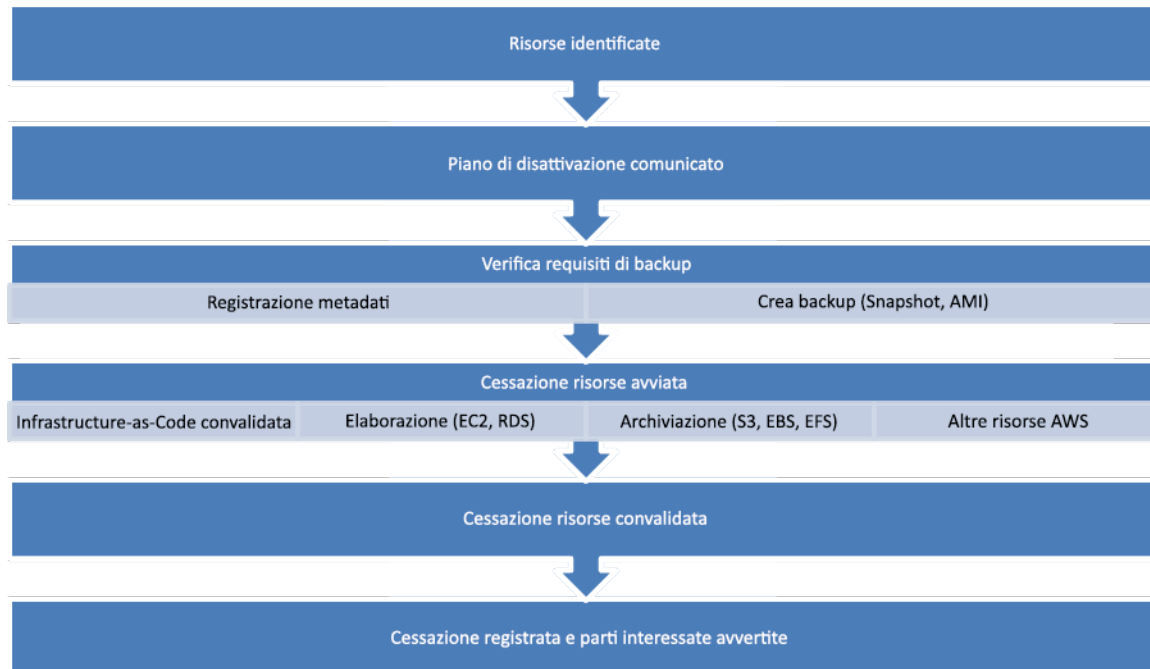 Risorse identificate
Piano di disattivazione comunicato
Verifica requisiti di backup
Registrazione metadati
Crea backup (Snapshot, AMI)
Cessazione risorse avviata
Infrastructure-as-Code convalidata
Elaborazione (EC2, RDS)
Archiviazione (S3, EBS, EFS)
Altre risorse AWS
Cessazione risorse convalidata
Cessazione registrata e parti interessate avvertite